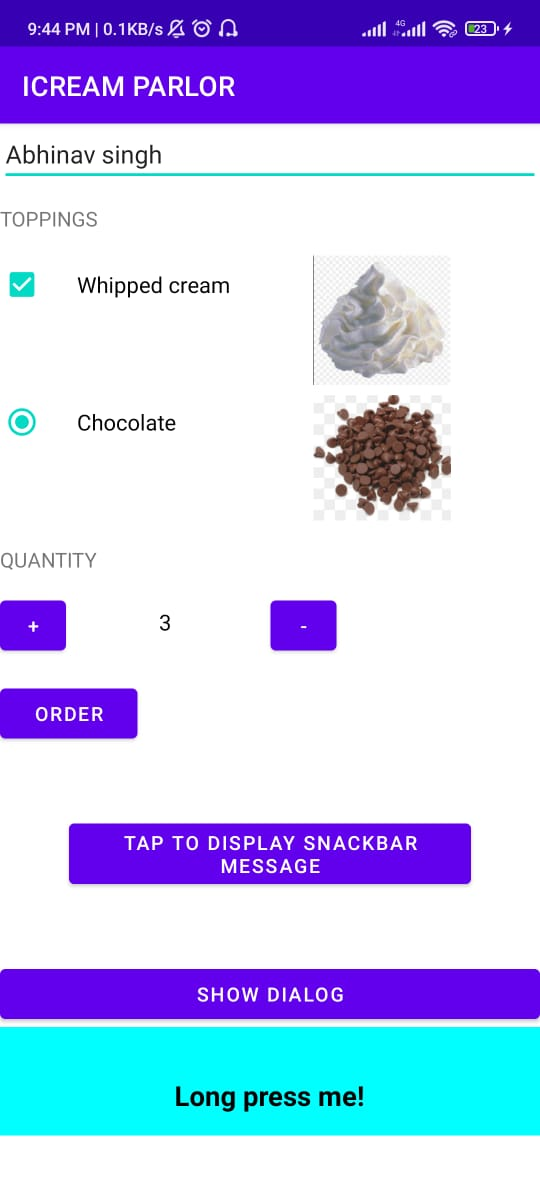 9:44 PM | 0.1KB/s
4G
23
ICREAM PARLOR
Abhinav singh
TOPPINGS
Whipped cream
Chocolate
QUANTITY
+ 3 -
ORDER
TAP TO DISPLAY SNACKBAR
MESSAGE
SHOW DIALOG
Long press me!